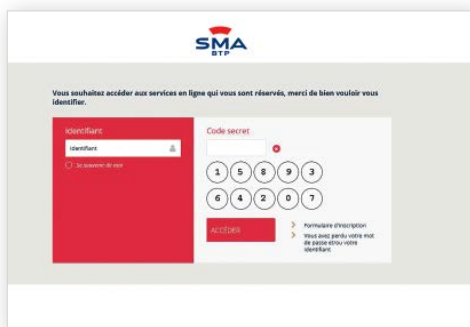 SMA
BTP
Vous souhaitez accéder aux services en ligne qui vous sont réservés, merci de bien vouloir vous
identifier.
Identifiant
Identifiant
Se souvenir de moi
Code secret
1 5 8 9 3
6 4 2 0 7
ACCÉDER
Formulaire d'inscription
Vous avez perdu votre mot
de passe et/ou votre
identifiant